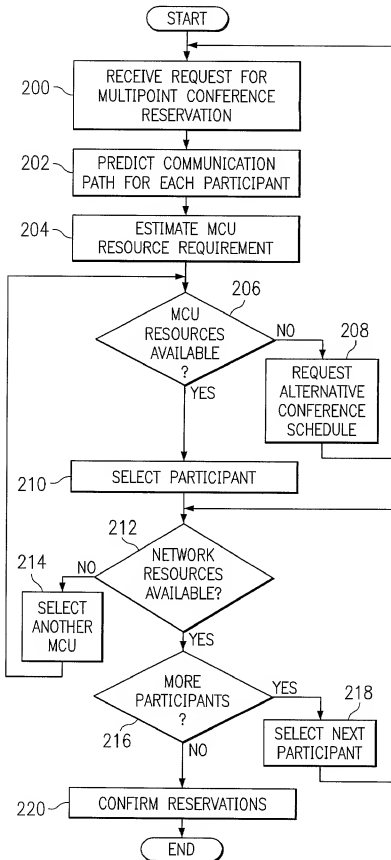 START
200
RECEIVE REQUEST FOR
MULTIPOINT CONFERENCE
RESERVATION
202
PREDICT COMMUNICATION
PATH FOR EACH PARTICIPANT
204
ESTIMATE MCU
RESOURCE REQUIREMENT
206
MCU
RESOURCES
AVAILABLE
?
NO
YES
208
REQUEST
ALTERNATIVE
CONFERENCE
SCHEDULE
210
SELECT PARTICIPANT
212
NETWORK
RESOURCES
AVAILABLE?
NO
YES
214
SELECT
ANOTHER
MCU
MORE
PARTICIPANTS
?
216
YES
NO
218
SELECT NEXT
PARTICIPANT
220
CONFIRM RESERVATIONS
END